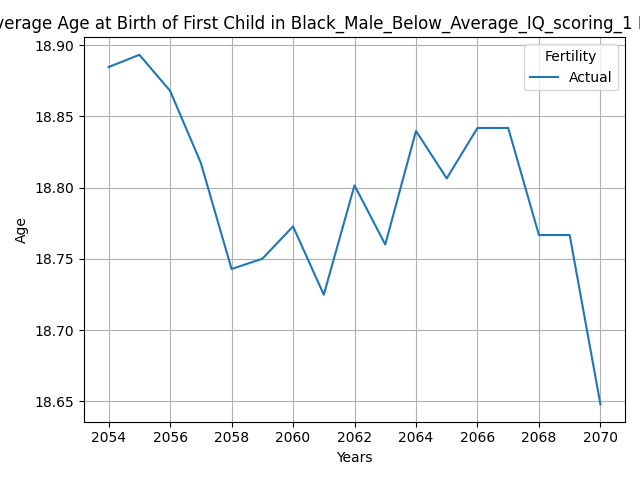 verage Age at Birth of First Child in Black_Male_Below_Average_IQ_scoring_1
Fertility
Actual
18.90
18.85
18.80
18.75
18.70
18.65
Age
2054 2056 2058 2060 2062 2064 2066 2068 2070
Years